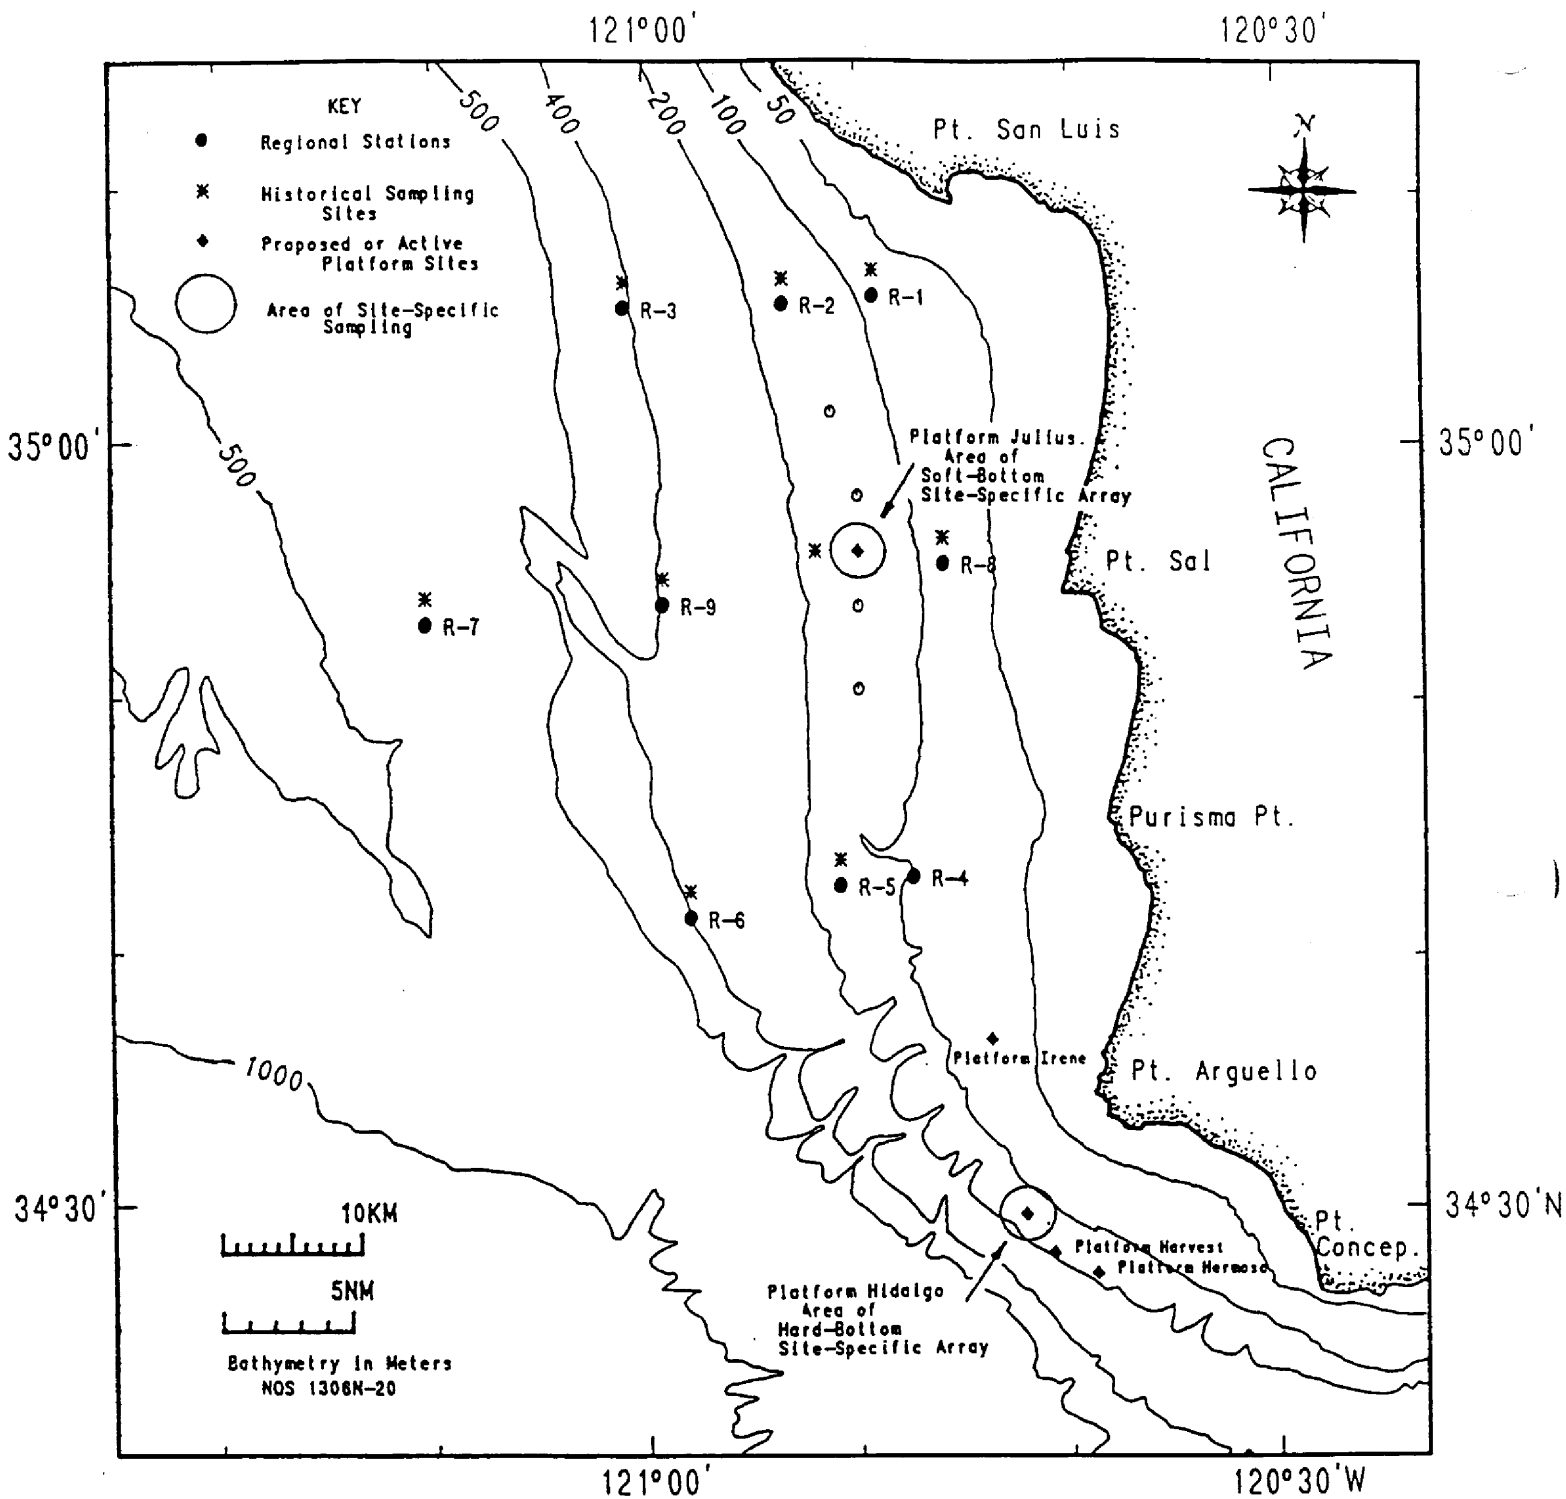 121°00'
120°30'
500
400
200
100
50
KEY
Regional Stations
Historical Sampling
Sites
Proposed or Active
Platform Sites
Area of Site-Specific
Sampling
Pt. San Luis
N
R-3
R-2
R-1
35°00'
35°00'
500
Platform Julius.
Area of
Soft-Bottom
Site-Specific Array
CALIFORNIA
R-8
Pt. Sal
R-9
R-7
Purisma Pt.
R-5
R-4
R-6
Platform Irene
Pt. Arguello
1000
34°30'
34°30'N
10KM
5NM
Bathymetry in Meters
NOS 1306N-20
Pt.
Concep.
Platform Harvest
Platform Hermosa
Platform Hidalgo
Area of
Hard-Bottom
Site-Specific Array
121°00'
120°30'W